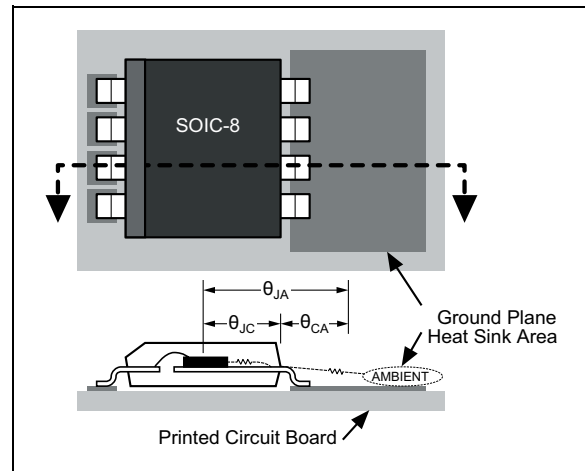 SOIC-8
θJA
θJC
θCA
Ground Plane
Heat Sink Area
AMBIENT
Printed Circuit Board